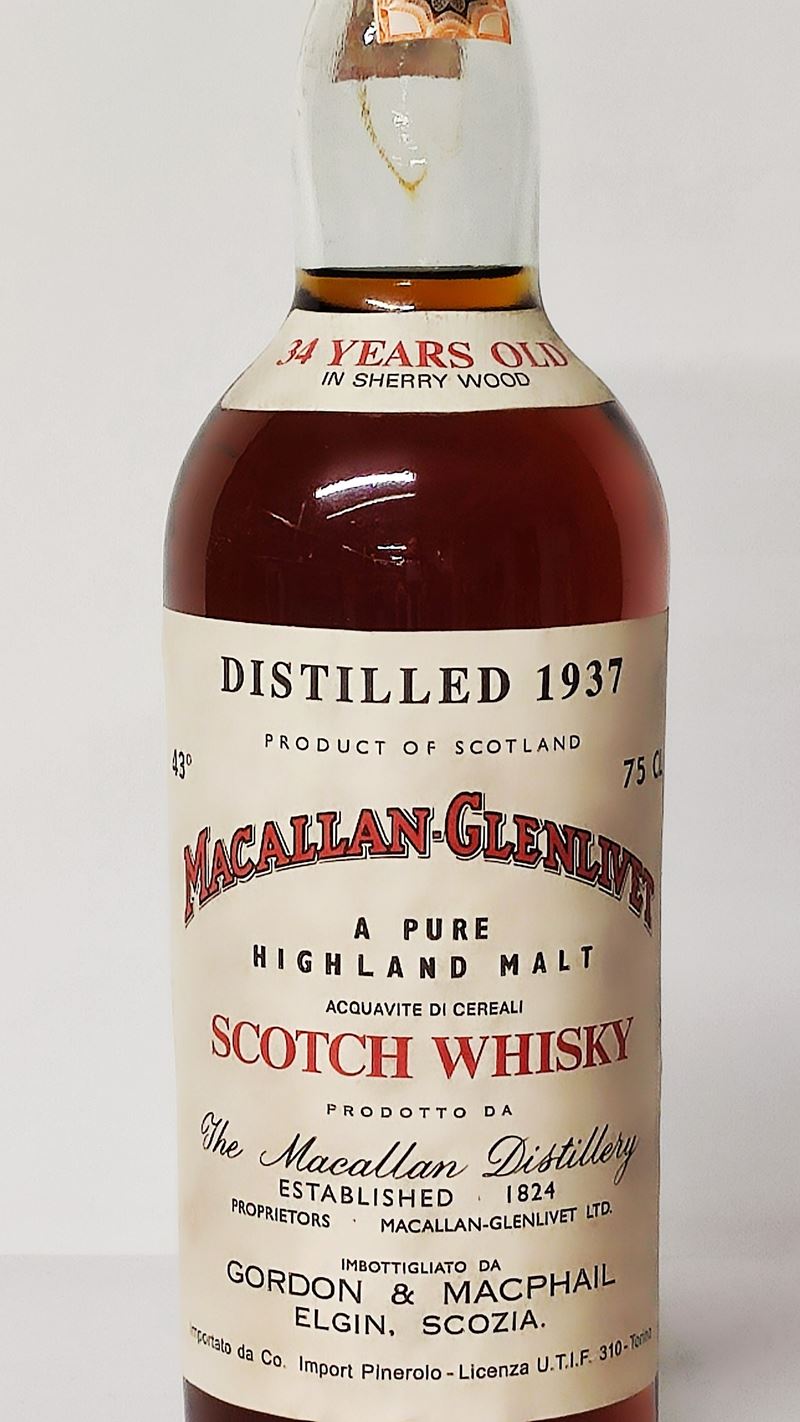 34 YEARS OLD
IN SHERRY WOOD
DISTILLED 1937
PRODUCT OF SCOTLAND
43° 75 CL
MACALLAN-GLENLIVET
A PURE
HIGHLAND MALT
ACQUAVITE DI CEREALI
SCOTCH WHISKY
PRODOTTO DA
The Macallan Distillery
ESTABLISHED 1824
PROPRIETORS · MACALLAN-GLENLIVET LTD.
IMBOTTIGLIATO DA
GORDON & MACPHAIL
ELGIN, SCOZIA.
Importato da Co. Import Pinerolo - Licenza U.T.I.F. 310 - Torino